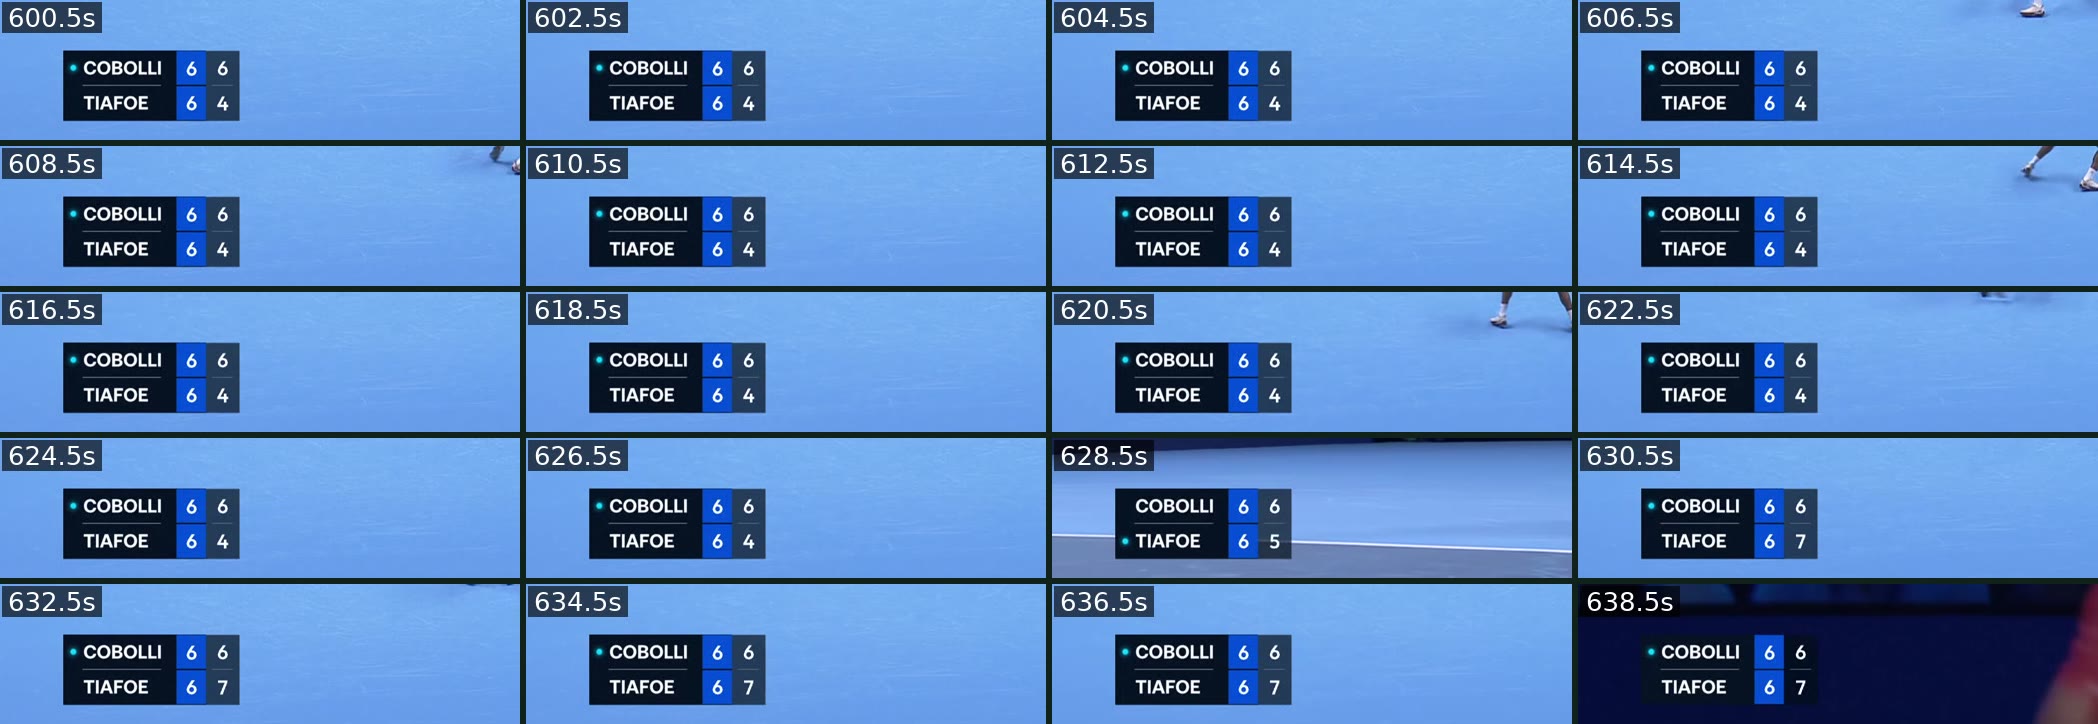 600.5s
COBOLLI 6 6
TIAFOE 6 4
602.5s
COBOLLI 6 6
TIAFOE 6 4
604.5s
COBOLLI 6 6
TIAFOE 6 4
606.5s
COBOLLI 6 6
TIAFOE 6 4
608.5s
COBOLLI 6 6
TIAFOE 6 4
610.5s
COBOLLI 6 6
TIAFOE 6 4
612.5s
COBOLLI 6 6
TIAFOE 6 4
614.5s
COBOLLI 6 6
TIAFOE 6 4
616.5s
COBOLLI 6 6
TIAFOE 6 4
618.5s
COBOLLI 6 6
TIAFOE 6 4
620.5s
COBOLLI 6 6
TIAFOE 6 4
622.5s
COBOLLI 6 6
TIAFOE 6 4
624.5s
COBOLLI 6 6
TIAFOE 6 4
626.5s
COBOLLI 6 6
TIAFOE 6 4
628.5s
COBOLLI 6 6
TIAFOE 6 5
630.5s
COBOLLI 6 6
TIAFOE 6 7
632.5s
COBOLLI 6 6
TIAFOE 6 7
634.5s
COBOLLI 6 6
TIAFOE 6 7
636.5s
COBOLLI 6 6
TIAFOE 6 7
638.5s
COBOLLI 6 6
TIAFOE 6 7